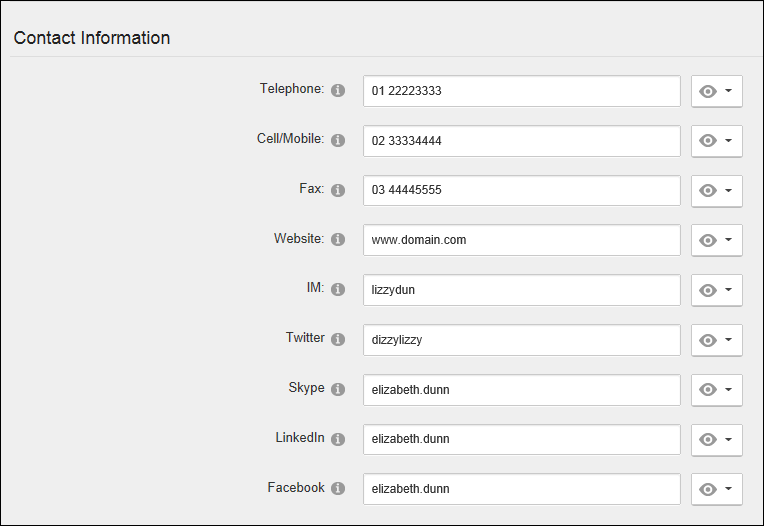 Contact Information
Telephone: 01 22223333
Cell/Mobile: 02 33334444
Fax: 03 44445555
Website: www.domain.com
IM: lizzydun
Twitter dizzylizzy
Skype elizabeth.dunn
LinkedIn elizabeth.dunn
Facebook elizabeth.dunn